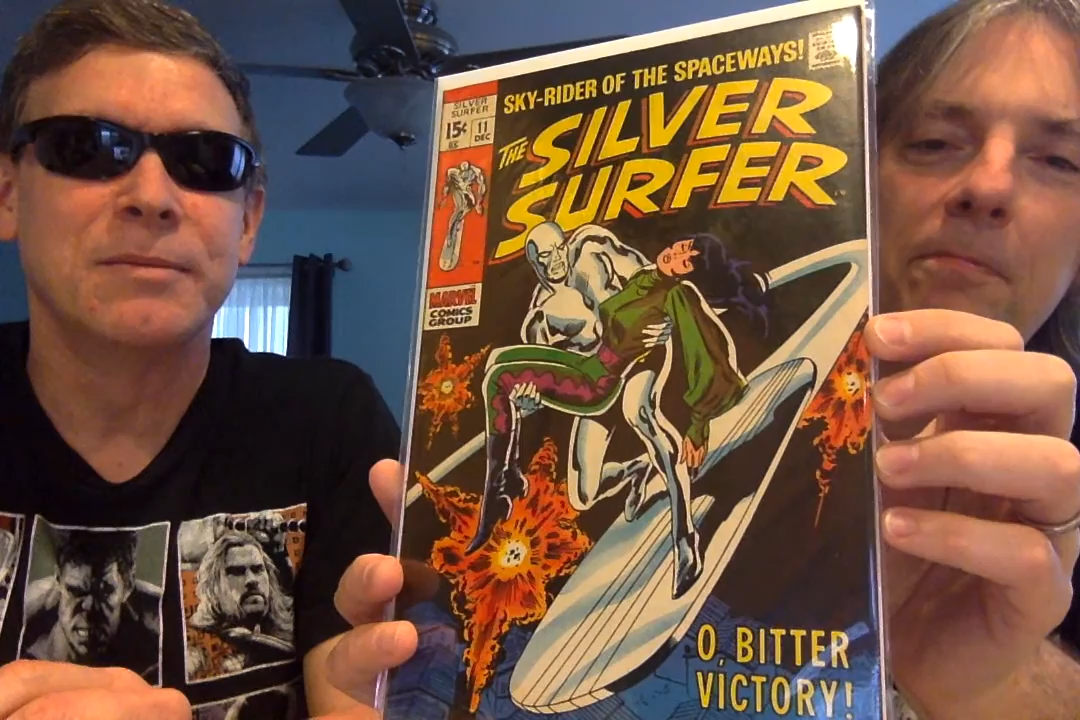 SKY-RIDER OF THE SPACEWAYS!
SILVER
SURFER
15¢ 11
DEC
THE SILVER
SURFER
MARVEL
COMICS
GROUP
O, BITTER
VICTORY!